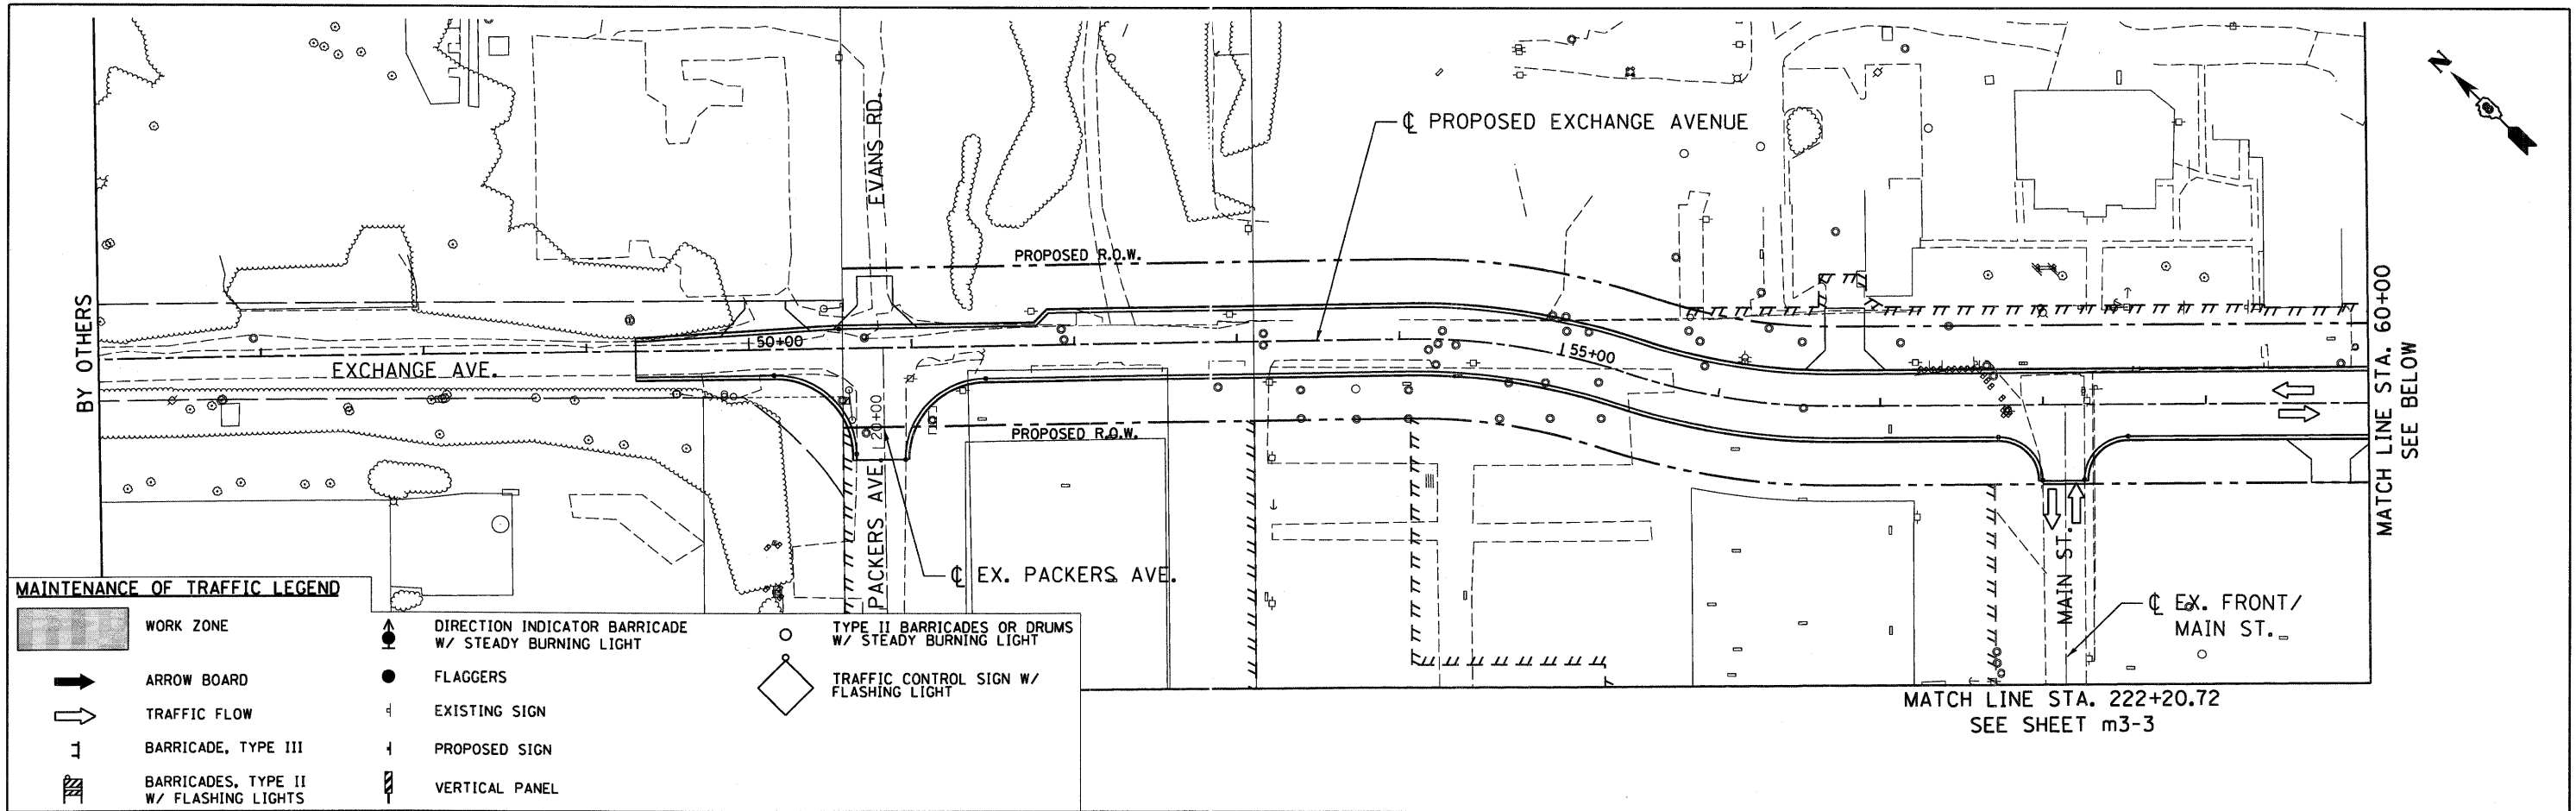 N
EVANS RD.
℄ PROPOSED EXCHANGE AVENUE
PROPOSED R.O.W.
BY OTHERS
EXCHANGE AVE.
50+00
55+00
MATCH LINE STA. 60+00
SEE BELOW
20+00
PROPOSED R.O.W.
PACKERS AVE.
℄ EX. PACKERS AVE.
MAIN ST.
℄ EX. FRONT/
MAIN ST.
MATCH LINE STA. 222+20.72
SEE SHEET m3-3
MAINTENANCE OF TRAFFIC LEGEND
WORK ZONE
ARROW BOARD
TRAFFIC FLOW
BARRICADE, TYPE III
BARRICADES, TYPE II
W/ FLASHING LIGHTS
DIRECTION INDICATOR BARRICADE
W/ STEADY BURNING LIGHT
FLAGGERS
EXISTING SIGN
PROPOSED SIGN
VERTICAL PANEL
TYPE II BARRICADES OR DRUMS
W/ STEADY BURNING LIGHT
TRAFFIC CONTROL SIGN W/
FLASHING LIGHT